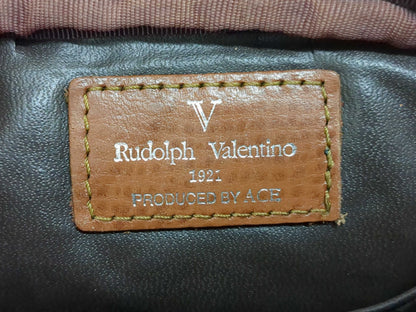 V
Rudolph Valentino
1921
PRODUCED BY ACE